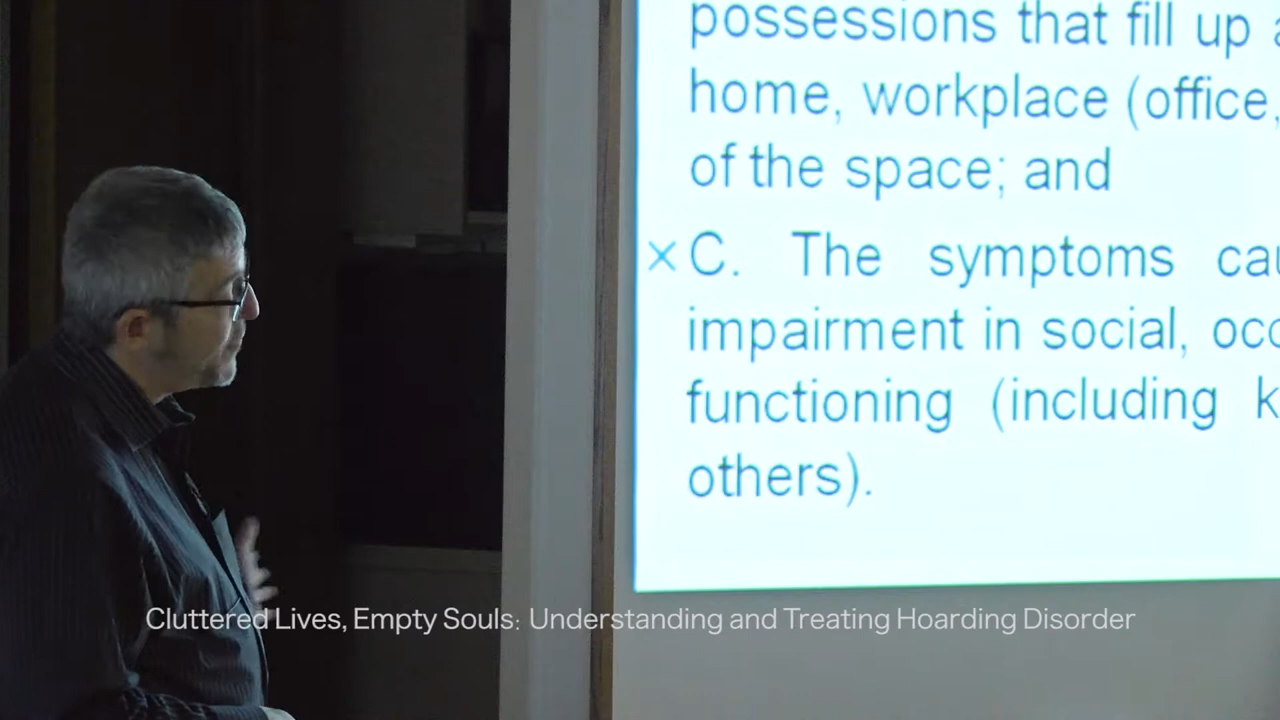 possessions that fill up
home, workplace (office,
of the space; and
× C. The symptoms
impairment in social,
functioning (including
others).
Cluttered Lives, Empty Souls: Understanding and Treating Hoarding Disorder